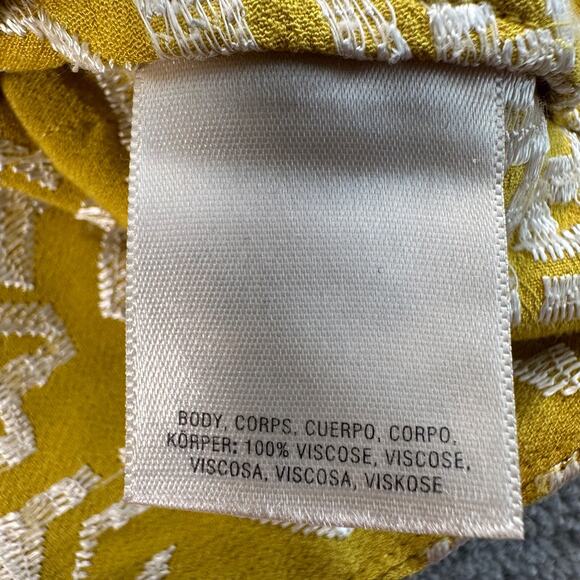 BODY, CORPS, CUERPO, CORPO,
KÖRPER: 100% VISCOSE, VISCOSE,
VISCOSA, VISCOSA, VISKOSE